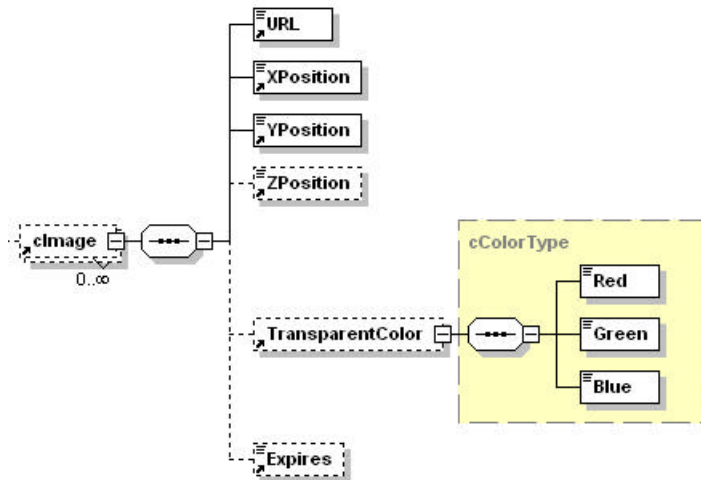 URL
XPosition
YPosition
ZPosition
cImage
0..∞
cColorType
Red
TransparentColor
Green
Blue
Expires